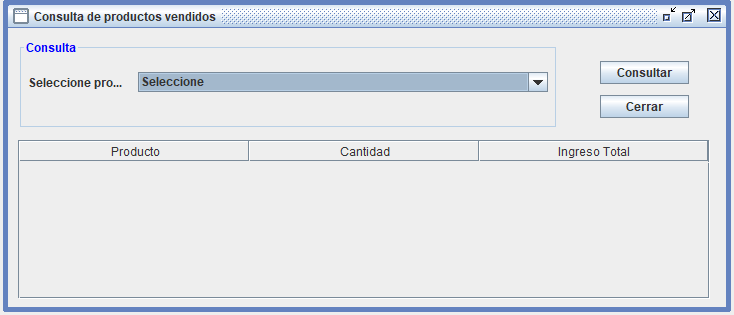 Consulta de productos vendidos
Consulta
Seleccione pro... Seleccione
Consultar
Cerrar
Producto Cantidad Ingreso Total